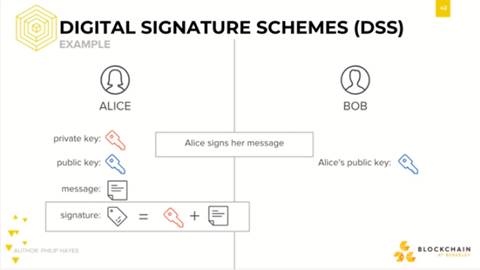 48
DIGITAL SIGNATURE SCHEMES (DSS)
EXAMPLE
ALICE
BOB
private key:
Alice signs her message
public key:
Alice's public key:
message:
signature: = +
AUTHOR: PHILIP HAYES
BLOCKCHAIN
AT BERKELEY